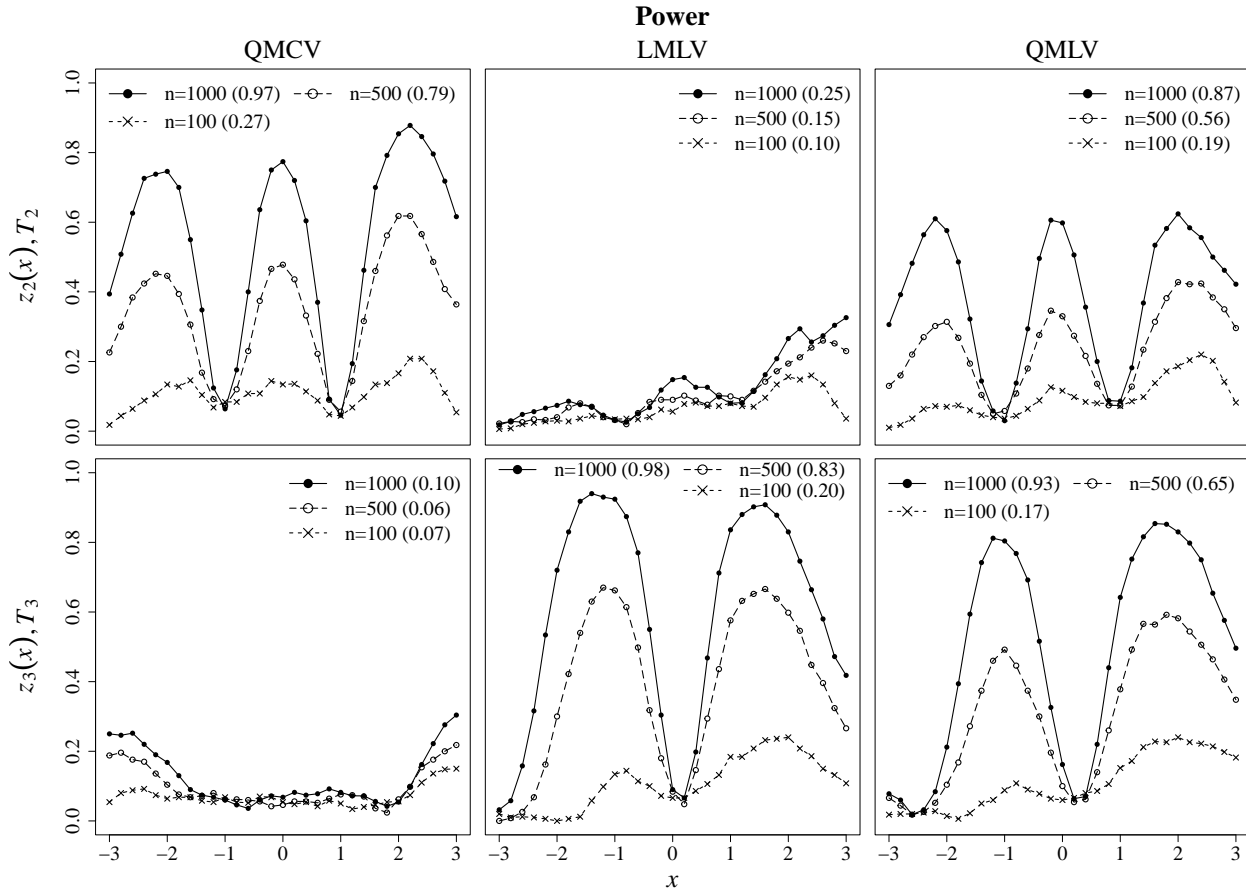 Power
QMCV LMLV QMLV
z2(x), T2
0.0 0.2 0.4 0.6 0.8 1.0
n=1000 (0.97) n=500 (0.79)
n=100 (0.27)
n=1000 (0.25)
n=500 (0.15)
n=100 (0.10)
n=1000 (0.87)
n=500 (0.56)
n=100 (0.19)
z3(x), T3
0.0 0.2 0.4 0.6 0.8 1.0
n=1000 (0.10)
n=500 (0.06)
n=100 (0.07)
n=1000 (0.98) n=500 (0.83)
n=100 (0.20)
n=1000 (0.93) n=500 (0.65)
n=100 (0.17)
−3 −2 −1 0 1 2 3
−3 −2 −1 0 1 2 3
−3 −2 −1 0 1 2 3
x